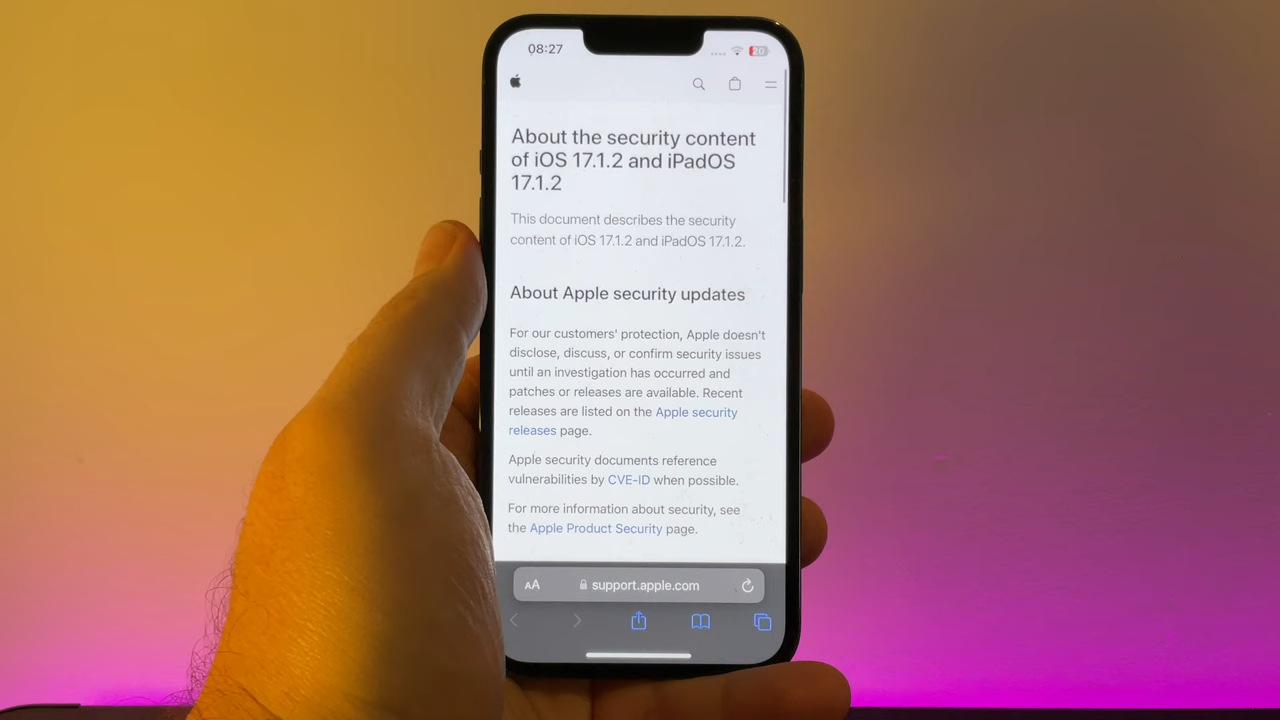 08:27
20
About the security content
of iOS 17.1.2 and iPadOS
17.1.2
This document describes the security
content of iOS 17.1.2 and iPadOS 17.1.2.
About Apple security updates
For our customers' protection, Apple doesn't
disclose, discuss, or confirm security issues
until an investigation has occurred and
patches or releases are available. Recent
releases are listed on the Apple security
releases page.
Apple security documents reference
vulnerabilities by CVE-ID when possible.
For more information about security, see
the Apple Product Security page.
AA support.apple.com